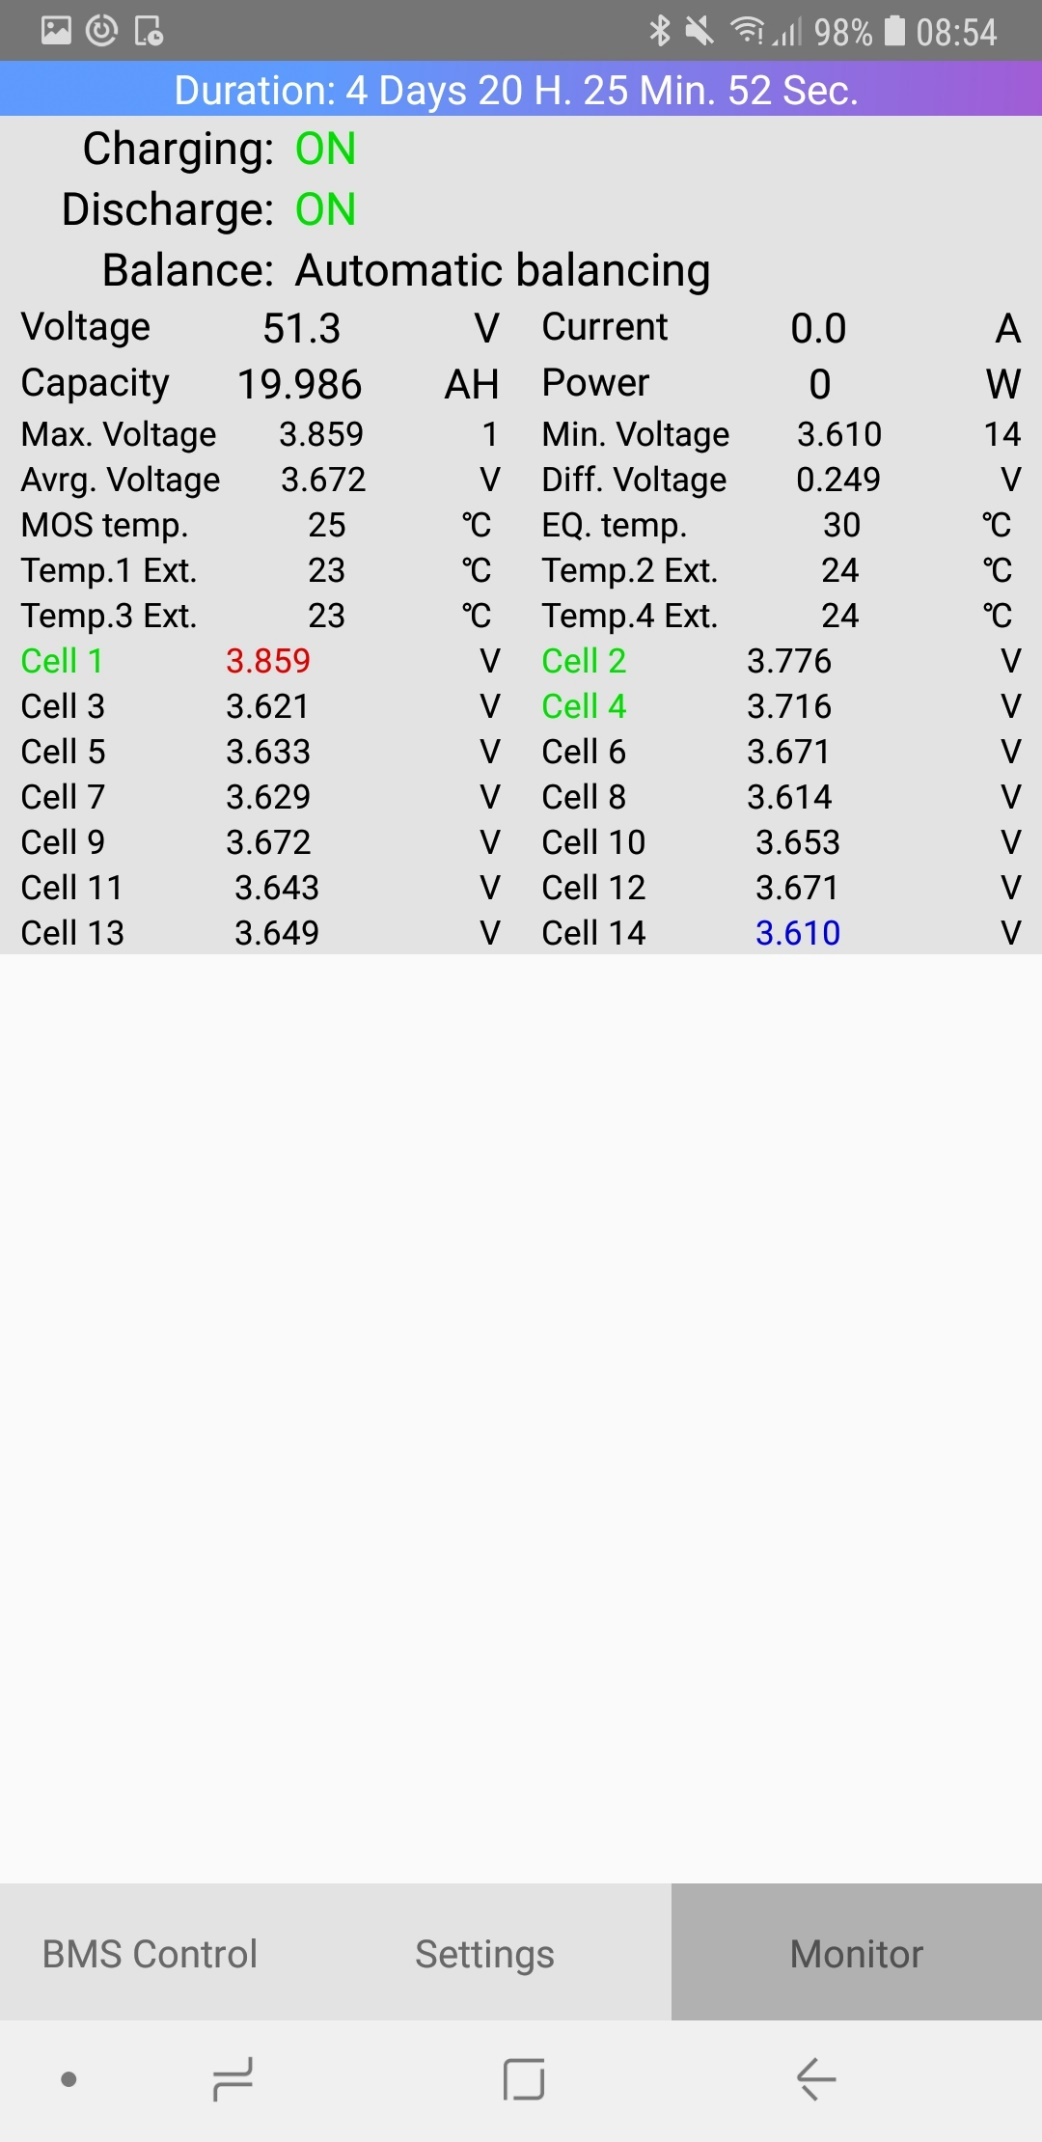 98% 08:54
Duration: 4 Days 20 H. 25 Min. 52 Sec.
Charging: ON
Discharge: ON
Balance: Automatic balancing
Voltage 51.3 V Current 0.0 A
Capacity 19.986 AH Power 0 W
Max. Voltage 3.859 1 Min. Voltage 3.610 14
Avrg. Voltage 3.672 V Diff. Voltage 0.249 V
MOS temp. 25 °C EQ. temp. 30 °C
Temp.1 Ext. 23 °C Temp.2 Ext. 24 °C
Temp.3 Ext. 23 °C Temp.4 Ext. 24 °C
Cell 1 3.859 V Cell 2 3.776 V
Cell 3 3.621 V Cell 4 3.716 V
Cell 5 3.633 V Cell 6 3.671 V
Cell 7 3.629 V Cell 8 3.614 V
Cell 9 3.672 V Cell 10 3.653 V
Cell 11 3.643 V Cell 12 3.671 V
Cell 13 3.649 V Cell 14 3.610 V
BMS Control Settings Monitor